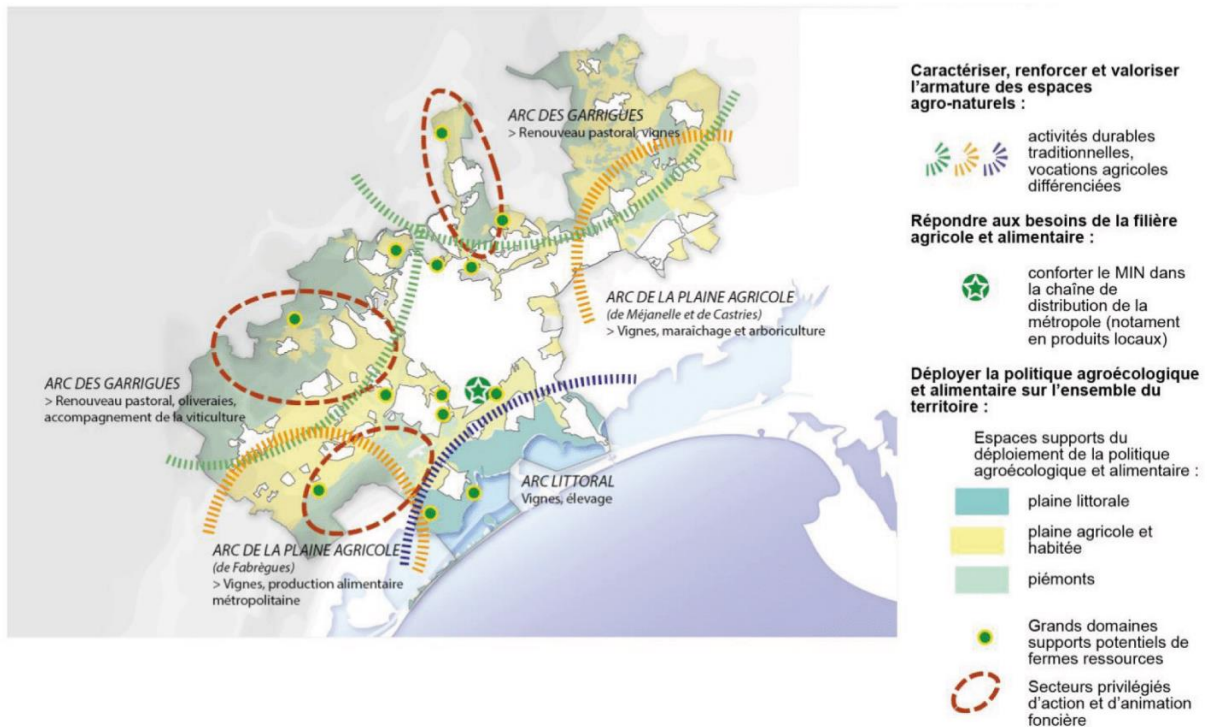 ARC DES GARRIGUES
> Renouveau pastoral, vignes
ARC DE LA PLAINE AGRICOLE
(de Méjanelle et de Castries)
> Vignes, maraîchage et arboriculture
ARC DES GARRIGUES
> Renouveau pastoral, oliveraies,
accompagnement de la viticulture
ARC LITTORAL
Vignes, élevage
ARC DE LA PLAINE AGRICOLE
(de Fabrègues)
> Vignes, production alimentaire
métropolitaine
Caractériser, renforcer et valoriser
l'armature des espaces
agro-naturels :
activités durables
traditionnelles,
vocations agricoles
différenciées
Répondre aux besoins de la filière
agricole et alimentaire :
conforter le MIN dans
la chaîne de
distribution de la
métropole (notament
en produits locaux)
Déployer la politique agroécologique
et alimentaire sur l'ensemble du
territoire :
Espaces supports du
déploiement de la politique
agroécologique et alimentaire :
plaine littorale
plaine agricole et
habitée
piémonts
Grands domaines
supports potentiels de
fermes ressources
Secteurs privilégiés
d'action et d'animation
foncière